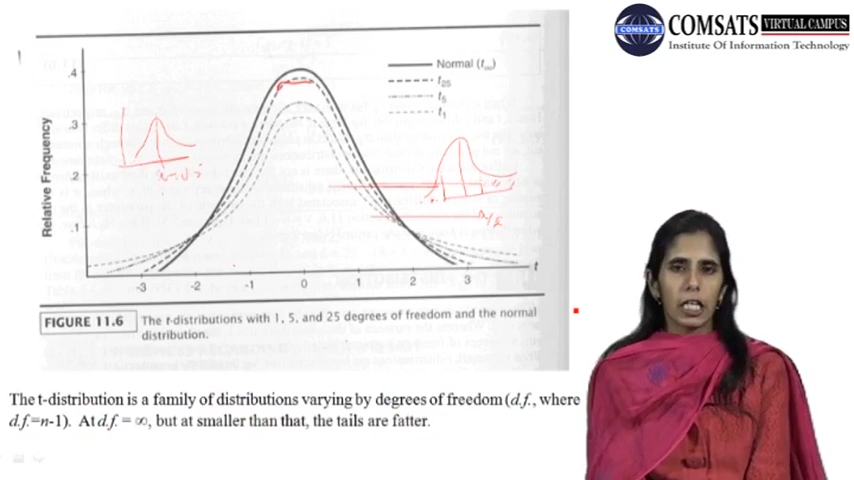 COMSATS VIRTUAL CAMPUS
Institute Of Information Technology
Normal (t∞)
t25
t5
t1
Relative Frequency
.4
.3
.2
.1
-3 -2 -1 0 1 2 3 t
FIGURE 11.6 The t-distributions with 1, 5, and 25 degrees of freedom and the normal
distribution.
The t-distribution is a family of distributions varying by degrees of freedom (d.f., where
d.f.=n-1). At d.f. = ∞, but at smaller than that, the tails are fatter.